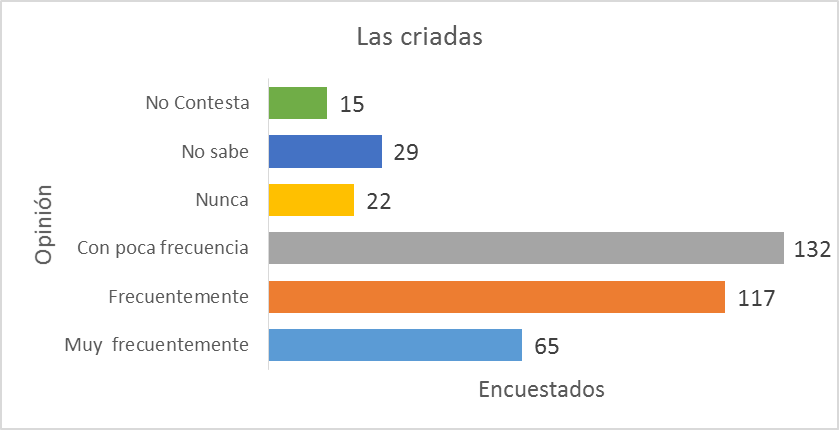 Las criadas
Opinión
No Contesta 15
No sabe 29
Nunca 22
Con poca frecuencia 132
Frecuentemente 117
Muy  frecuentemente 65
Encuestados